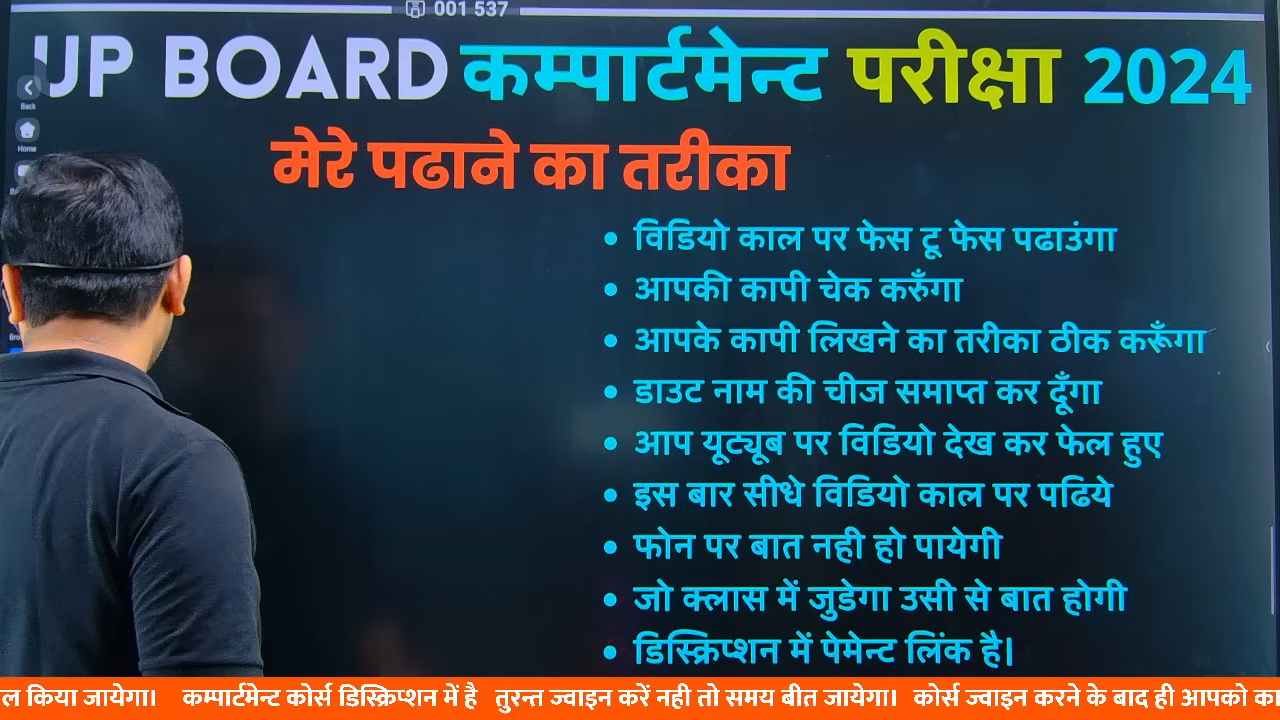 001 537
UP BOARD कम्पार्टमेन्ट परीक्षा 2024
Back
Home
मेरे पढाने का तरीका
• विडियो काल पर फेस टू फेस पढाउंगा
• आपकी कापी चेक करुँगा
• आपके कापी लिखने का तरीका ठीक करूँगा
• डाउट नाम की चीज समाप्त कर दूँगा
• आप यूट्यूब पर विडियो देख कर फेल हुए
• इस बार सीधे विडियो काल पर पढिये
• फोन पर बात नही हो पायेगी
• जो क्लास में जुडेगा उसी से बात होगी
• डिस्क्रिप्शन में पेमेन्ट लिंक है।
ल किया जायेगा। कम्पार्टमेन्ट कोर्स डिस्क्रिप्शन में है तुरन्त ज्वाइन करें नही तो समय बीत जायेगा। कोर्स ज्वाइन करने के बाद ही आपको का